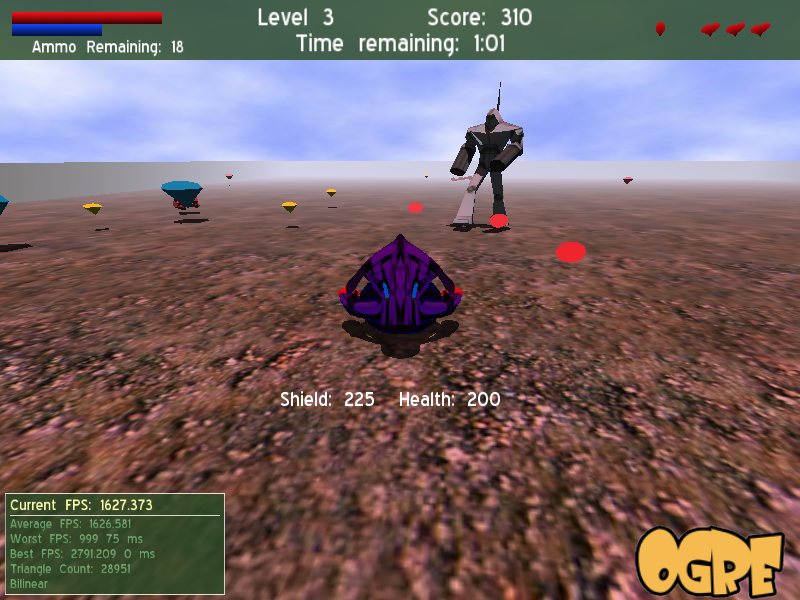 Level 3 Score: 310
Time remaining: 1:01
Ammo Remaining: 18
Shield: 225 Health: 200
Current FPS: 1627.373
Average FPS: 1626.581
Worst FPS: 999 75 ms
Best FPS: 2791.209 0 ms
Triangle Count: 28951
Bilinear
OGRE